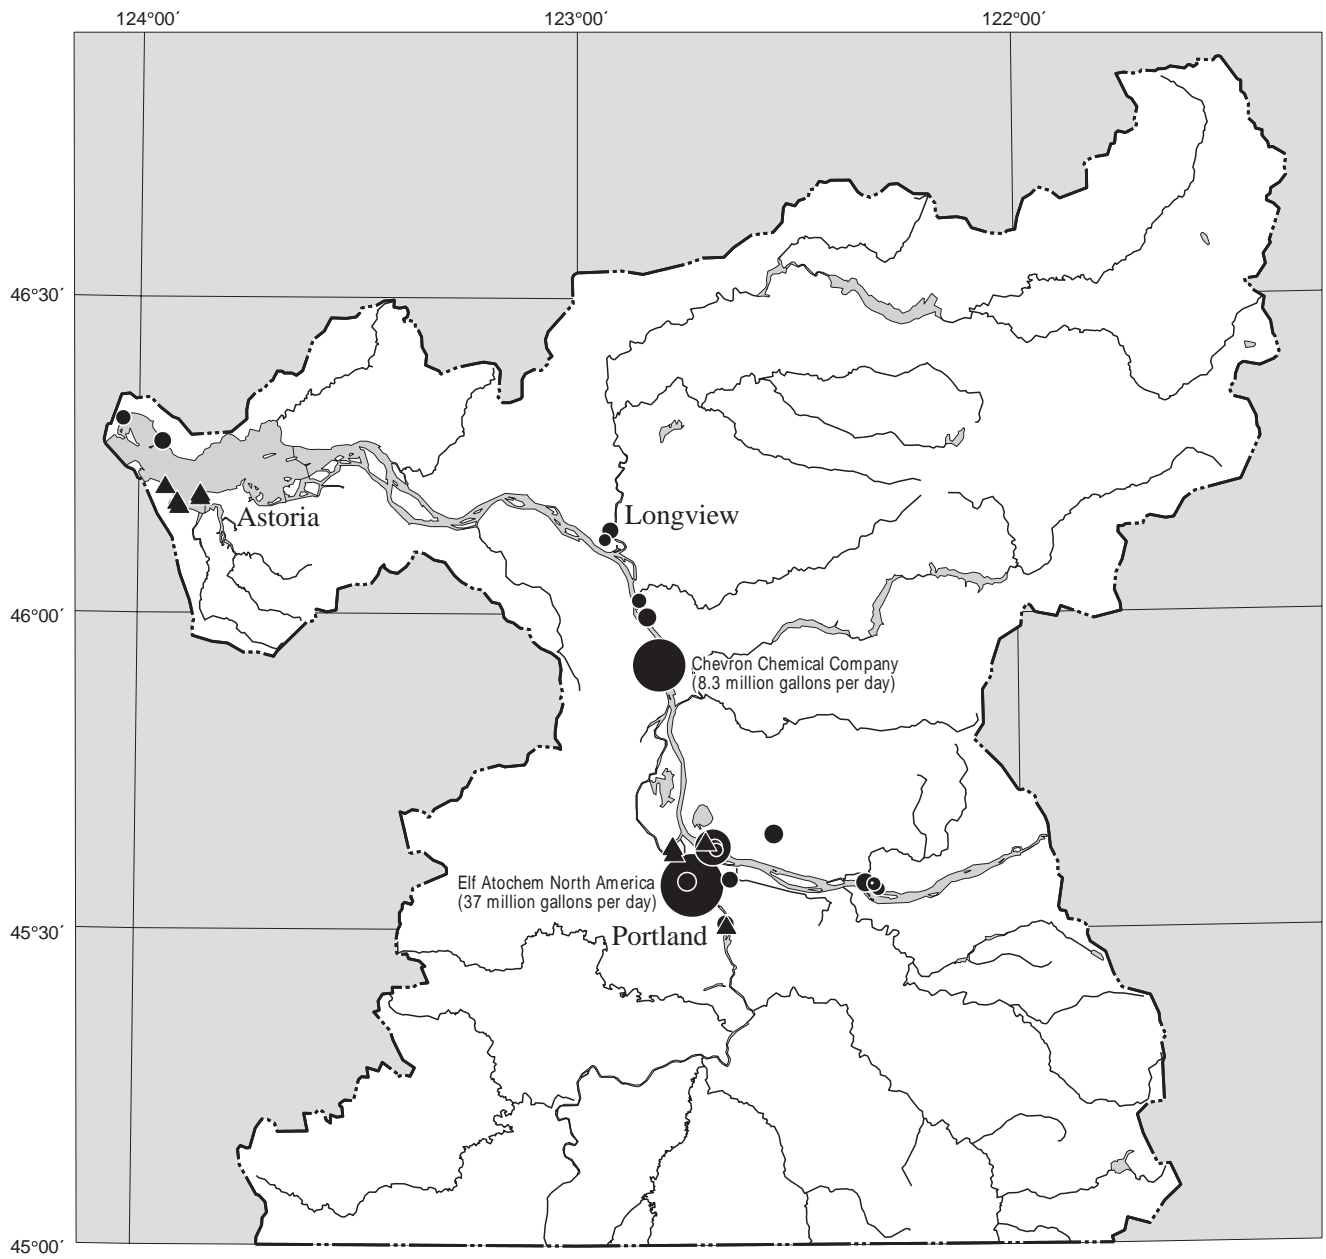 124°00´
123°00´
122°00´
46°30´
Astoria
Longview
46°00´
Chevron Chemical Company
(8.3 million gallons per day)
Elf Atochem North America
(37 million gallons per day)
Portland
45°30´
45°00´